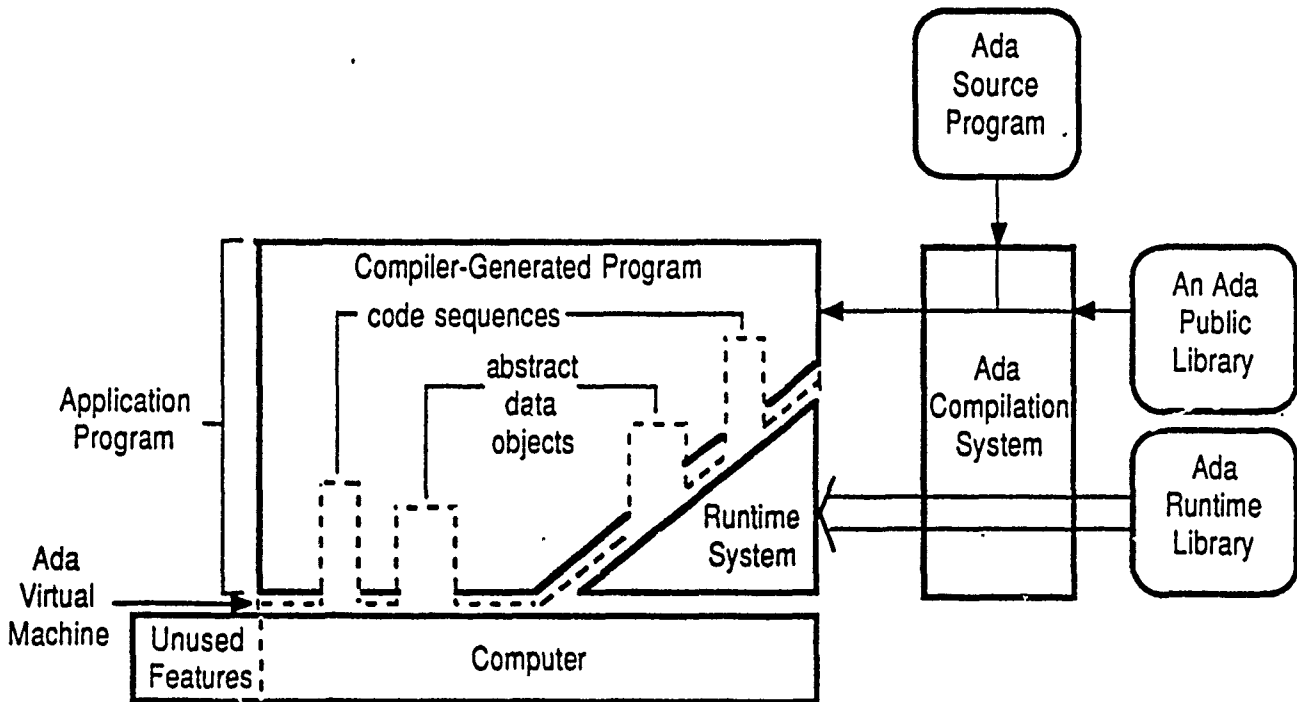 Ada
Source
Program
Compiler-Generated Program
code sequences
abstract
data
objects
Application
Program
An Ada
Public
Library
Ada
Compilation
System
Runtime
System
Ada
Runtime
Library
Ada
Virtual
Machine
Unused
Features
Computer